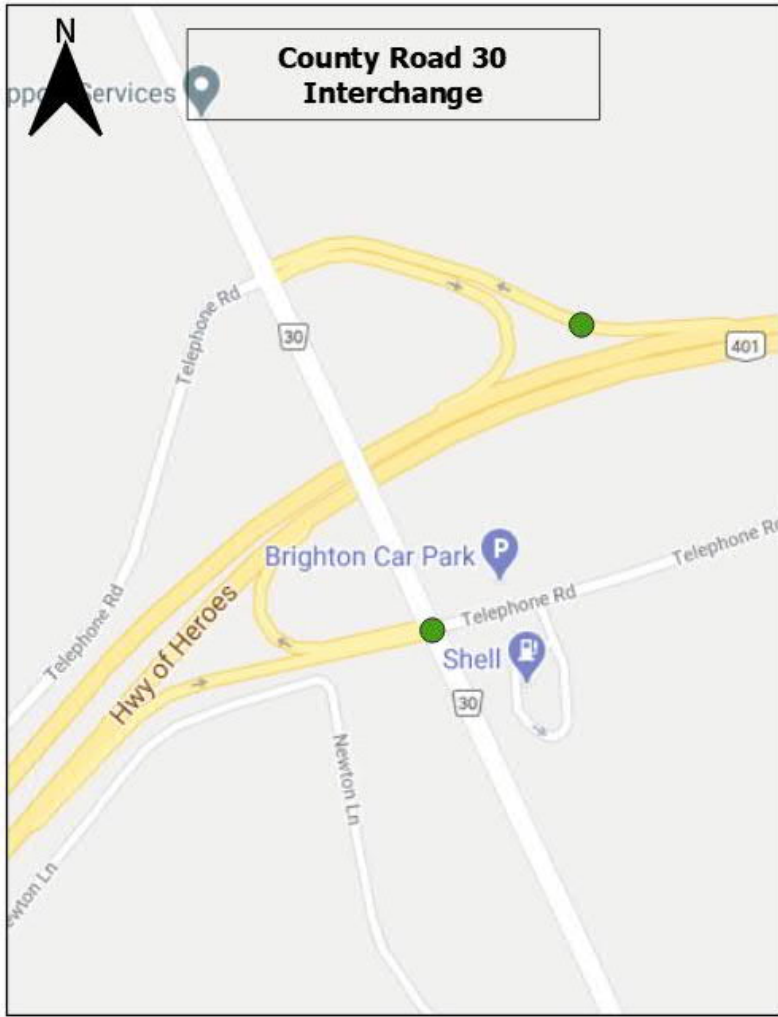 N
County Road 30
Interchange
Services
Telephone Rd
30
401
Telephone Rd
Brighton Car Park
P
Telephone Rd
Telephone Rd
Hwy of Heroes
Shell
30
Newton Ln
ewton Ln